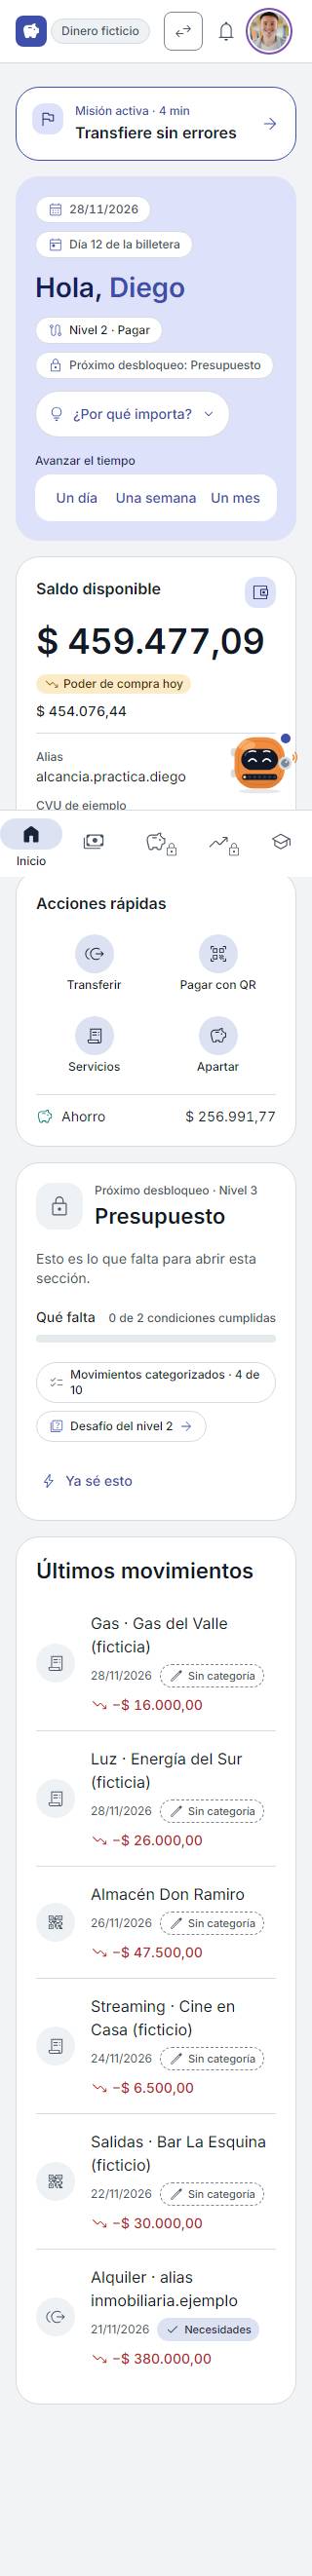 Dinero ficticio
Misión activa · 4 min
Transfiere sin errores
28/11/2026
Día 12 de la billetera
Hola, Diego
Nivel 2 · Pagar
Próximo desbloqueo: Presupuesto
¿Por qué importa?
Avanzar el tiempo
Un día Una semana Un mes
Saldo disponible
$ 459.477,09
Poder de compra hoy
$ 454.076,44
Alias
alcancia.practica.diego
CVU de ejemplo
Inicio
Acciones rápidas
Transferir Pagar con QR
Servicios Apartar
Ahorro $ 256.991,77
Próximo desbloqueo · Nivel 3
Presupuesto
Esto es lo que falta para abrir esta
sección.
Qué falta 0 de 2 condiciones cumplidas
Movimientos categorizados · 4 de
10
Desafío del nivel 2
Ya sé esto
Últimos movimientos
Gas · Gas del Valle
(ficticia)
28/11/2026 Sin categoría
−$ 16.000,00
Luz · Energía del Sur
(ficticia)
28/11/2026 Sin categoría
−$ 26.000,00
Almacén Don Ramiro
26/11/2026 Sin categoría
−$ 47.500,00
Streaming · Cine en
Casa (ficticio)
24/11/2026 Sin categoría
−$ 6.500,00
Salidas · Bar La Esquina
(ficticio)
22/11/2026 Sin categoría
−$ 30.000,00
Alquiler · alias
inmobiliaria.ejemplo
21/11/2026 Necesidades
−$ 380.000,00